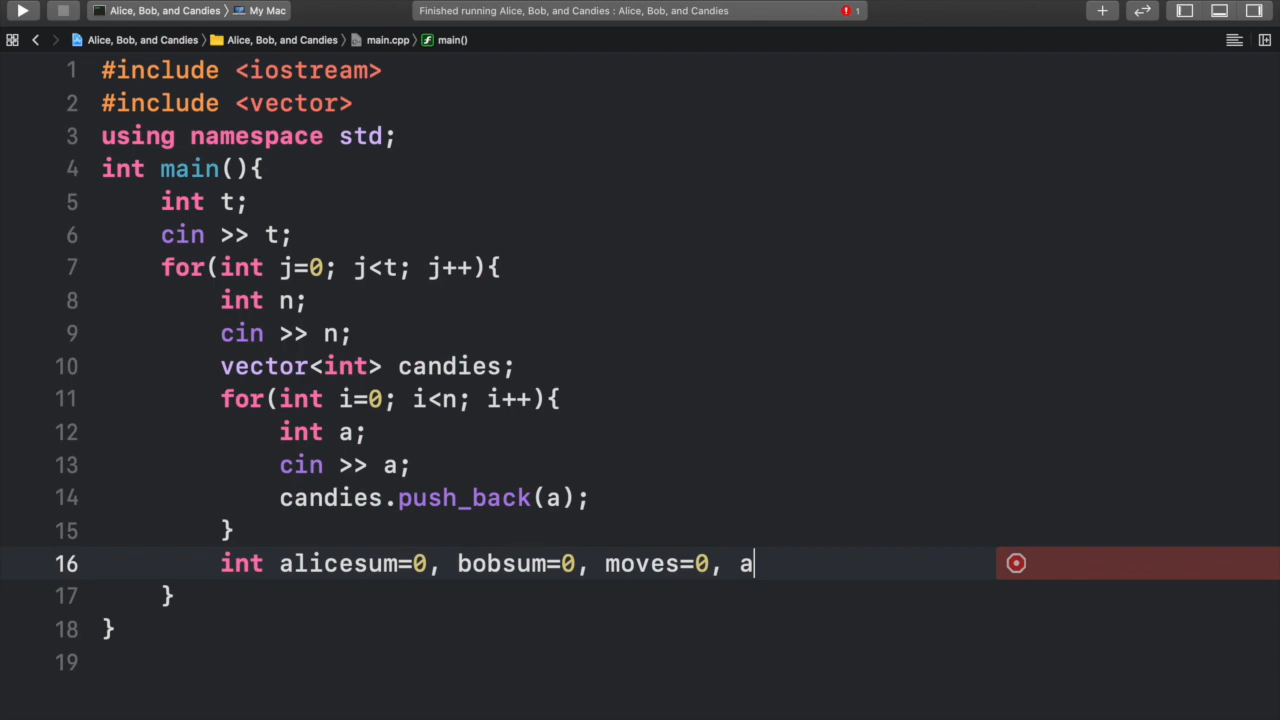 Alice, Bob, and Candies 〉 My Mac
Finished running Alice, Bob, and Candies : Alice, Bob, and Candies
1
Alice, Bob, and Candies 〉 Alice, Bob, and Candies 〉 main.cpp 〉 main()
1 #include <iostream>
2 #include <vector>
3 using namespace std;
4 int main(){
5     int t;
6     cin >> t;
7     for(int j=0; j<t; j++){
8         int n;
9         cin >> n;
10         vector<int> candies;
11         for(int i=0; i<n; i++){
12             int a;
13             cin >> a;
14             candies.push_back(a);
15         }
16         int alicesum=0, bobsum=0, moves=0, a
17     }
18 }
19